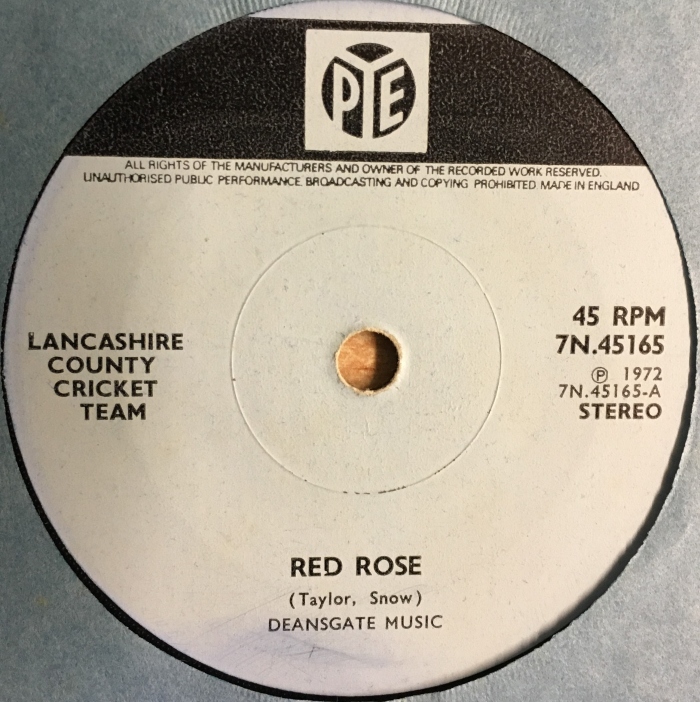 PYE
ALL RIGHTS OF THE MANUFACTURERS AND OWNER OF THE RECORDED WORK RESERVED.
UNAUTHORISED PUBLIC PERFORMANCE BROADCASTING AND COPYING PROHIBITED. MADE IN ENGLAND
LANCASHIRE
COUNTY
CRICKET
TEAM
45 RPM
7N.45165
Ⓟ 1972
7N.45165-A
STEREO
RED ROSE
(Taylor, Snow)
DEANSGATE MUSIC